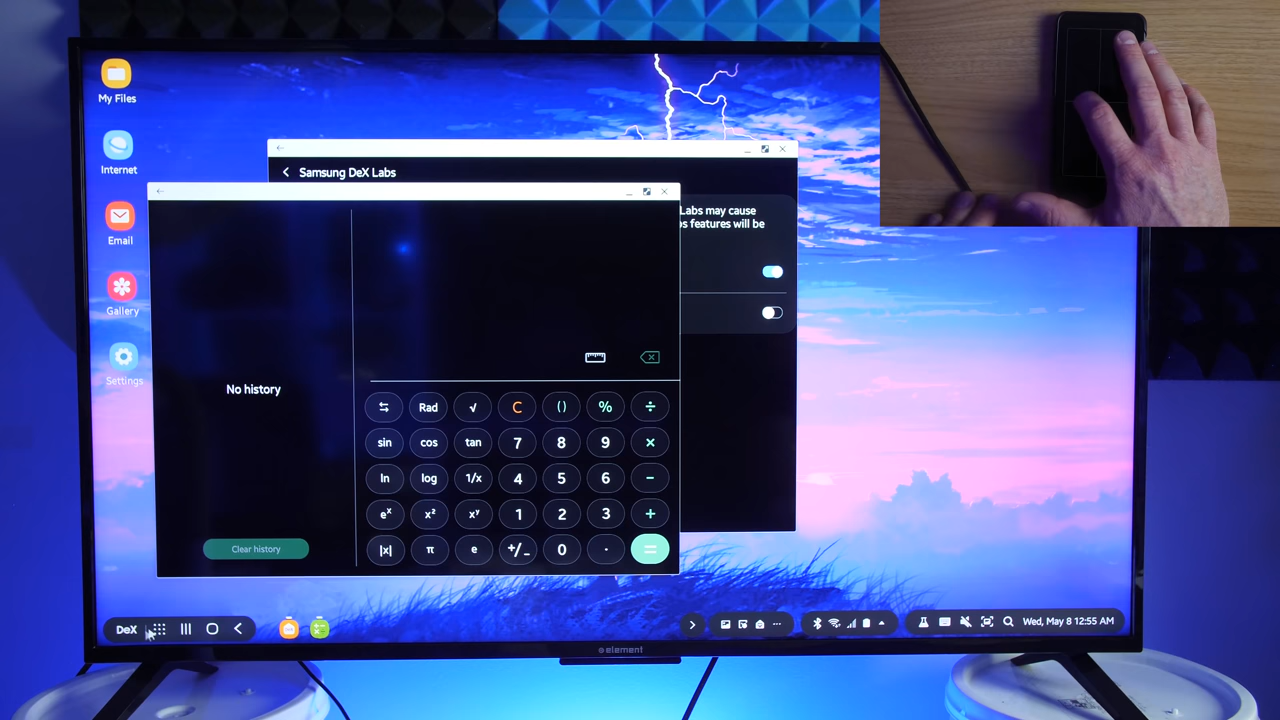 My Files
Internet
Email
Gallery
Settings
Samsung DeX Labs
Labs may cause
s features will be
No history
Clear history
⇆ Rad √ C () % ÷
sin cos tan 7 8 9 ×
ln log 1/x 4 5 6 −
eˣ x² xʸ 1 2 3 +
|x| π e +/− 0 . =
DeX
Wed, May 8 12:55 AM
element